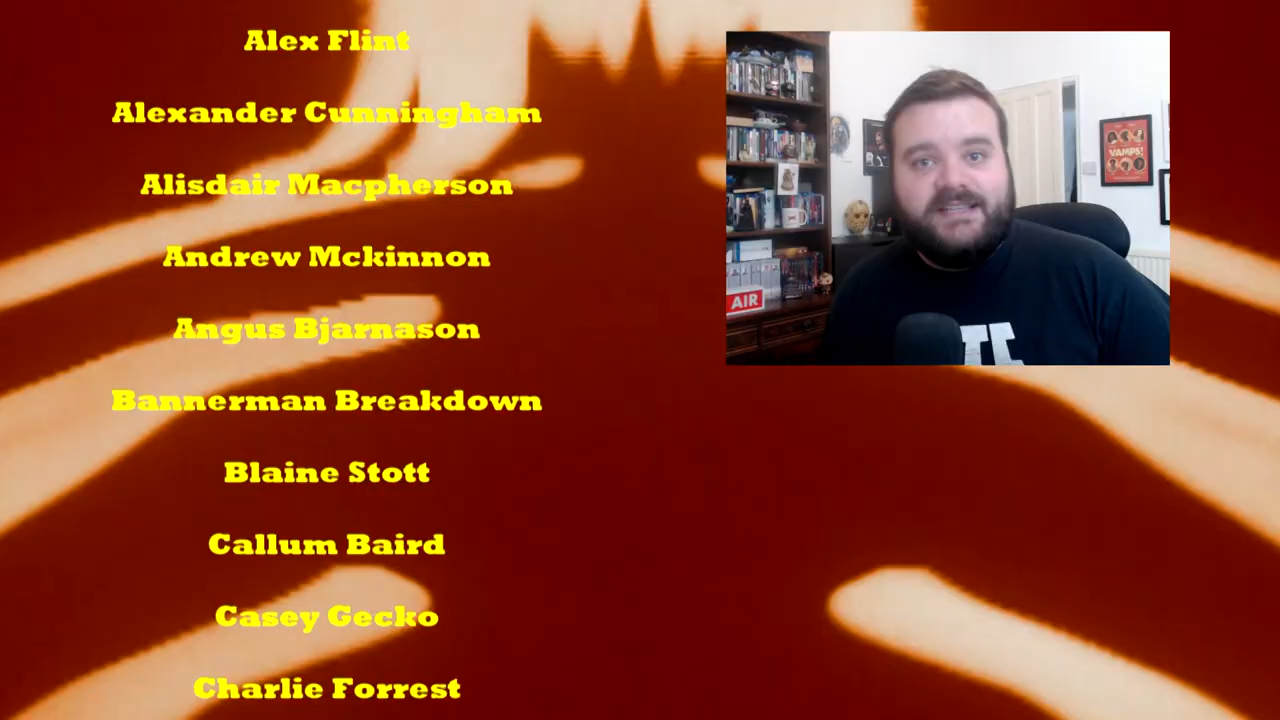 Alex Flint
Alexander Cunningham
Alisdair Macpherson
Andrew Mckinnon
Angus Bjarnason
Bannerman Breakdown
Blaine Stott
Callum Baird
Casey Gecko
Charlie Forrest
VAMPS!
AIR